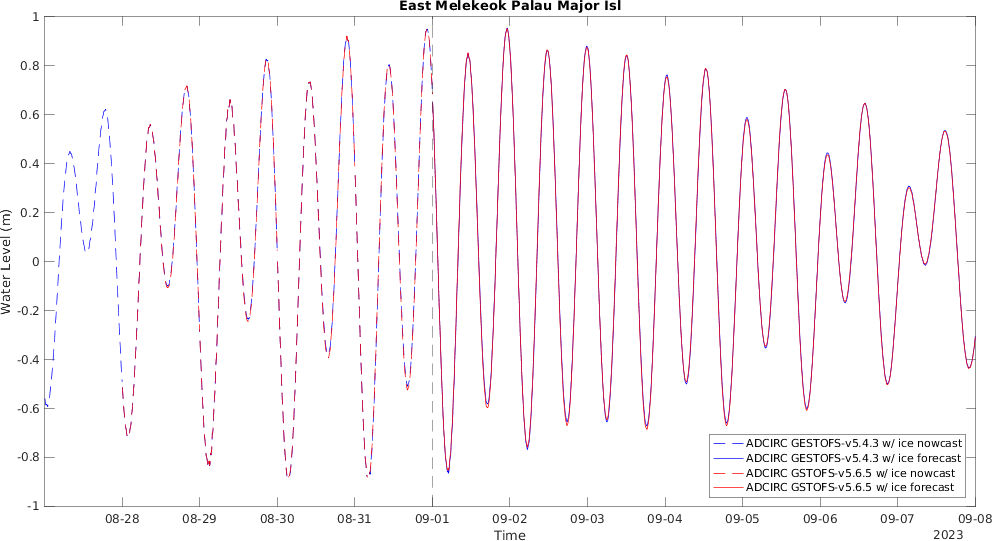 East Melekeok Palau Major Isl
Water Level (m)
1
0.8
0.6
0.4
0.2
0
-0.2
-0.4
-0.6
-0.8
-1
ADCIRC GESTOFS-v5.4.3 w/ ice nowcast
ADCIRC GESTOFS-v5.4.3 w/ ice forecast
ADCIRC GSTOFS-v5.6.5 w/ ice nowcast
ADCIRC GSTOFS-v5.6.5 w/ ice forecast
08-28 08-29 08-30 08-31 09-01 09-02 09-03 09-04 09-05 09-06 09-07 09-08
Time
2023